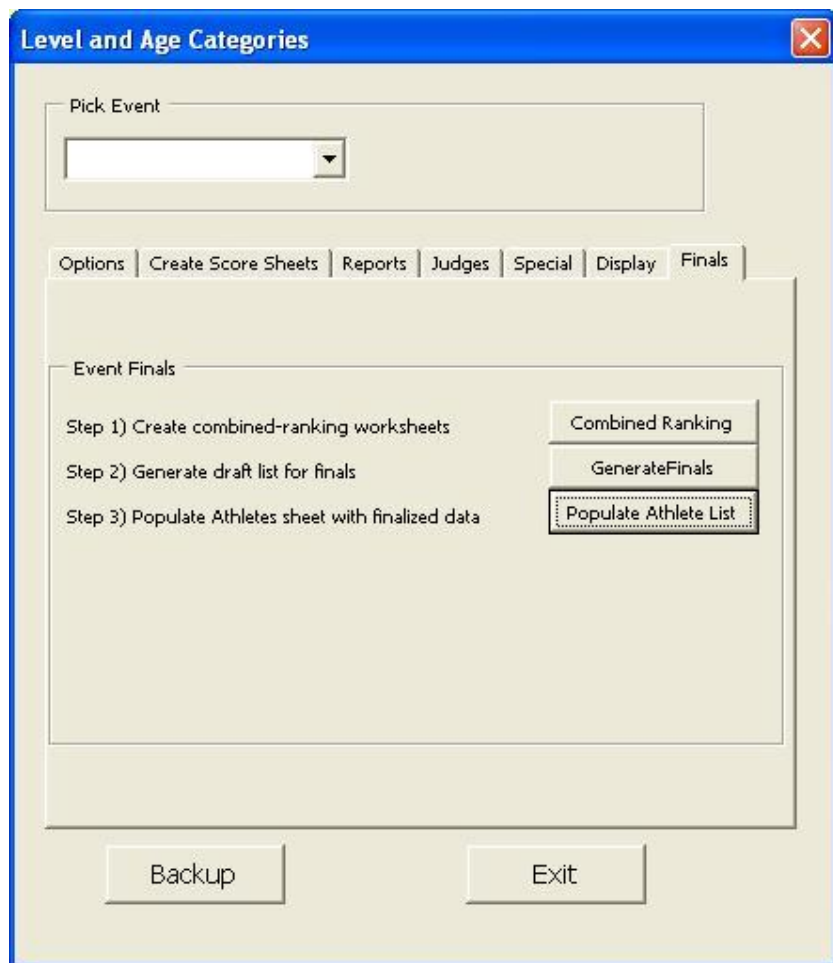 Level and Age Categories
Pick Event
Options Create Score Sheets Reports Judges Special Display Finals
Event Finals
Step 1) Create combined-ranking worksheets Combined Ranking
Step 2) Generate draft list for finals GenerateFinals
Step 3) Populate Athletes sheet with finalized data Populate Athlete List
Backup Exit